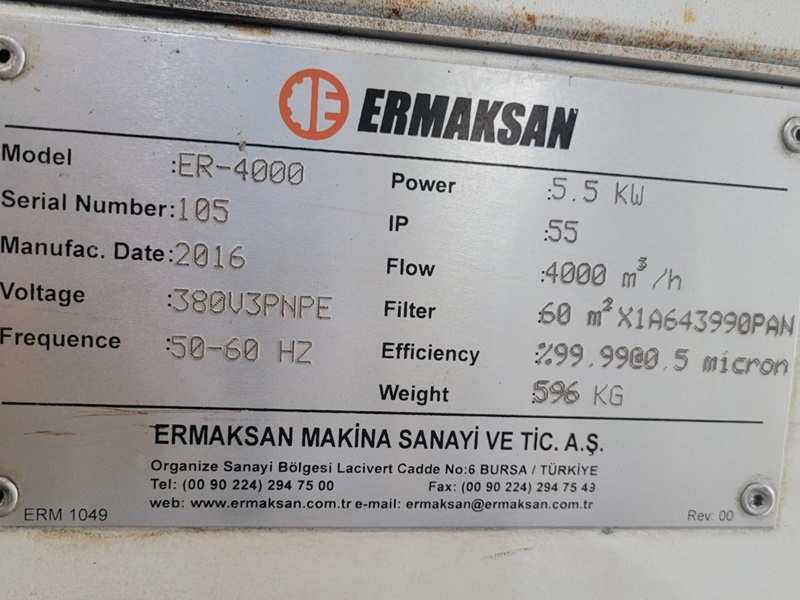 ERMAKSAN
Model :ER-4000
Serial Number:105
Manufac. Date:2016
Voltage :380V3PNPE
Frequence :50-60 HZ
Power :5.5 KW
IP :55
Flow :4000 m³/h
Filter :60 m²X1A643990PAN
Efficiency :%99.99@0.5 micron
Weight :596 KG
ERMAKSAN MAKİNA SANAYİ VE TİC. A.Ş.
Organize Sanayi Bölgesi Lacivert Cadde No:6 BURSA / TÜRKİYE
Tel: (00 90 224) 294 75 00 Fax: (00 90 224) 294 75 43
web: www.ermaksan.com.tr e-mail: ermaksan@ermaksan.com.tr
ERM 1049 Rev: 00